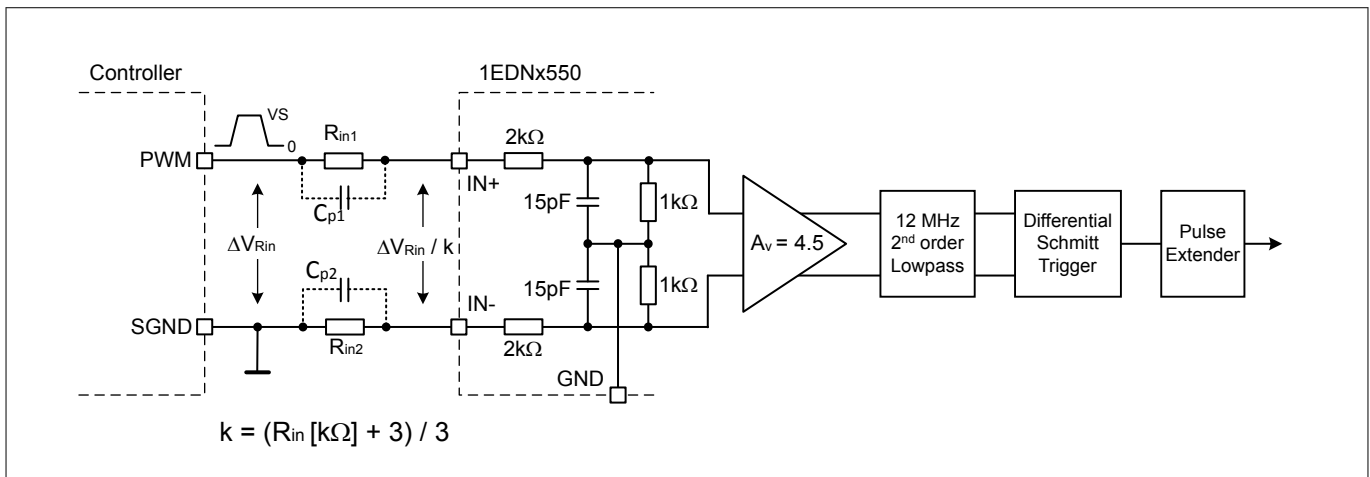 Controller
1EDNx550
VS
0
Rin1
2kΩ
PWM
IN+
Cp1
15pF
1kΩ
ΔVRin
ΔVRin / k
Av = 4.5
12 MHz
2nd order
Lowpass
Differential
Schmitt
Trigger
Pulse
Extender
Cp2
15pF
1kΩ
SGND
IN-
Rin2
2kΩ
GND
k = (Rin [kΩ] + 3) / 3